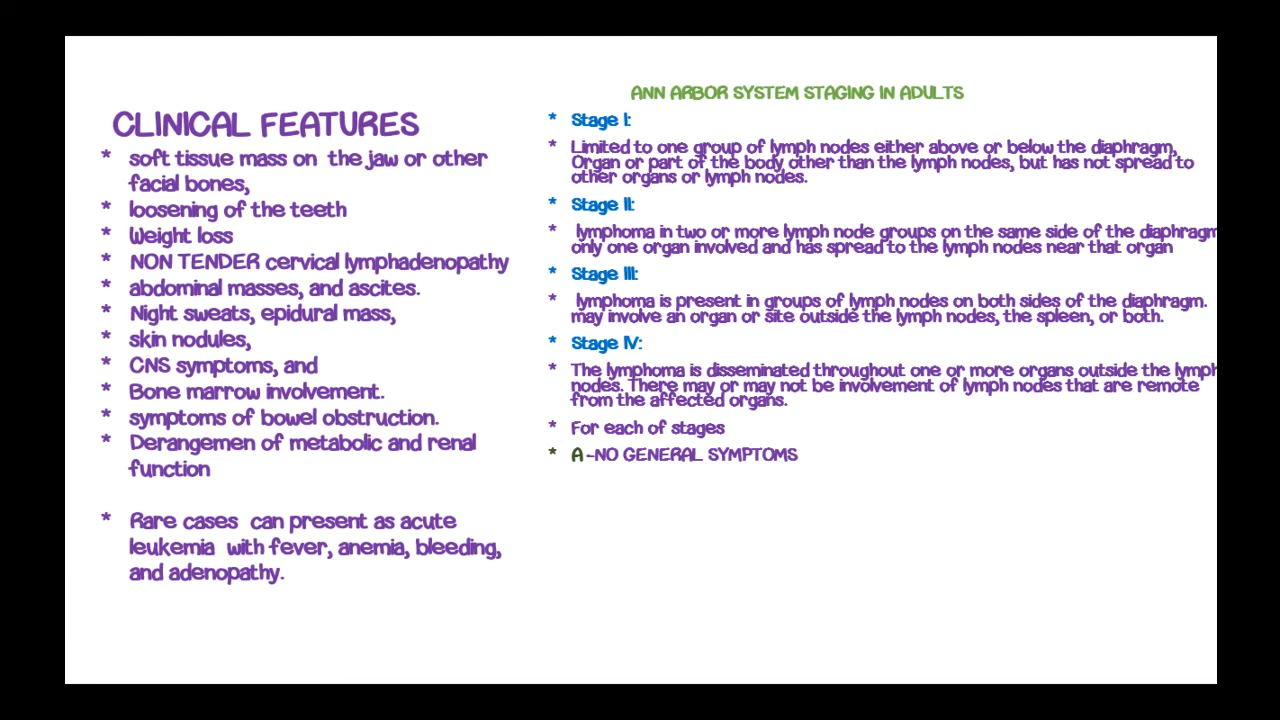 CLINICAL FEATURES
* soft tissue mass on the jaw or other
facial bones,
* loosening of the teeth
* Weight loss
* NON TENDER cervical lymphadenopathy
* abdominal masses, and ascites.
* Night sweats, epidural mass,
* skin nodules,
* CNS symptoms, and
* Bone marrow involvement.
* symptoms of bowel obstruction.
* Derangemen of metabolic and renal
function
* Rare cases can present as acute
leukemia with fever, anemia, bleeding,
and adenopathy.
ANN ARBOR SYSTEM STAGING IN ADULTS
* Stage I:
* Limited to one group of lymph nodes either above or below the diaphragm,
Organ or part of the body other than the lymph nodes, but has not spread to
other organs or lymph nodes.
* Stage II:
* lymphoma in two or more lymph node groups on the same side of the diaphragm
only one organ involved and has spread to the lymph nodes near that organ
* Stage III:
* lymphoma is present in groups of lymph nodes on both sides of the diaphragm.
may involve an organ or site outside the lymph nodes, the spleen, or both.
* Stage IV:
* The lymphoma is disseminated throughout one or more organs outside the lymph
nodes. There may or may not be involvement of lymph nodes that are remote
from the affected organs.
* For each of stages
* A -NO GENERAL SYMPTOMS